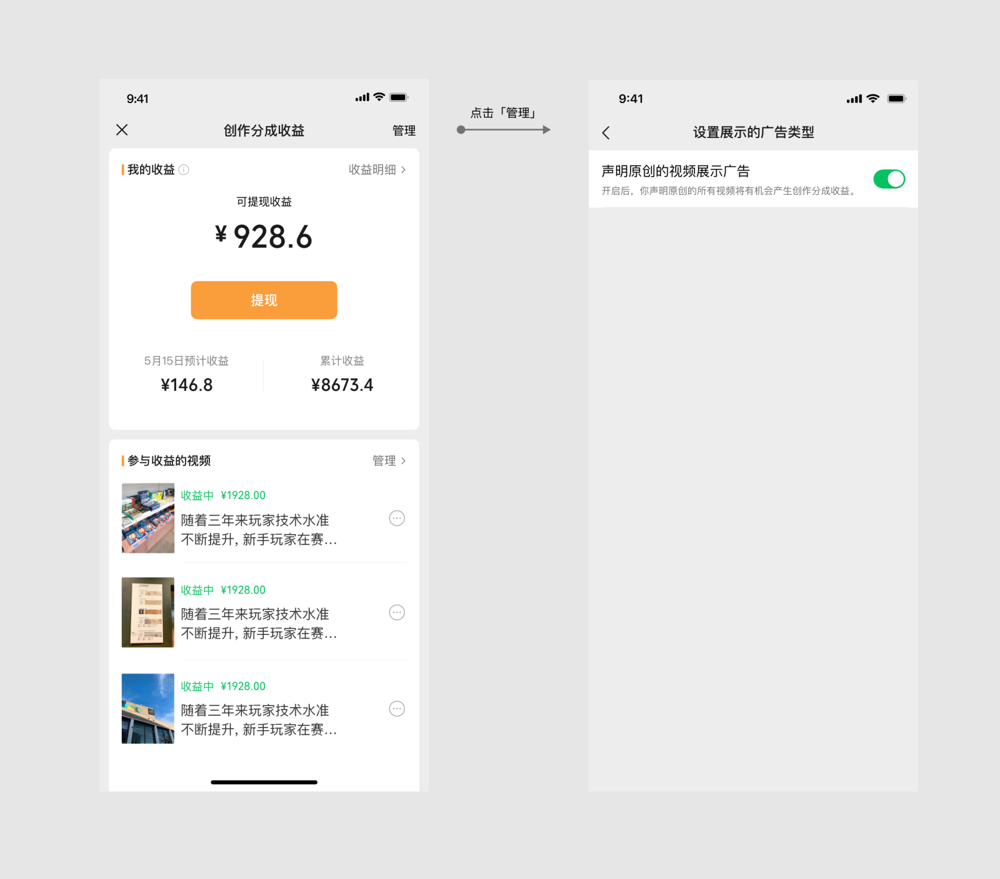 9:41
创作分成收益
管理
我的收益
收益明细
可提现收益
¥ 928.6
提现
5月15日预计收益
累计收益
¥146.8
¥8673.4
参与收益的视频
管理
收益中 ¥1928.00
随着三年来玩家技术水准
不断提升, 新手玩家在赛...
收益中 ¥1928.00
随着三年来玩家技术水准
不断提升, 新手玩家在赛...
收益中 ¥1928.00
随着三年来玩家技术水准
不断提升, 新手玩家在赛...
点击「管理」
9:41
设置展示的广告类型
声明原创的视频展示广告
开启后，你声明原创的所有视频将有机会产生创作分成收益。